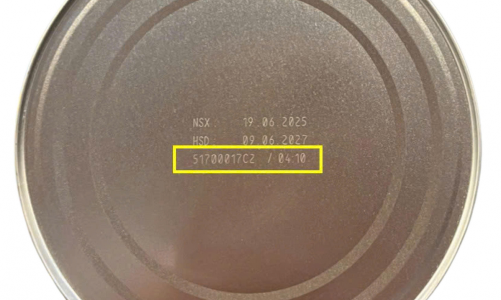 NSX 19 06 2025
HSD 09 06 2027
51700017C2 / 04:10